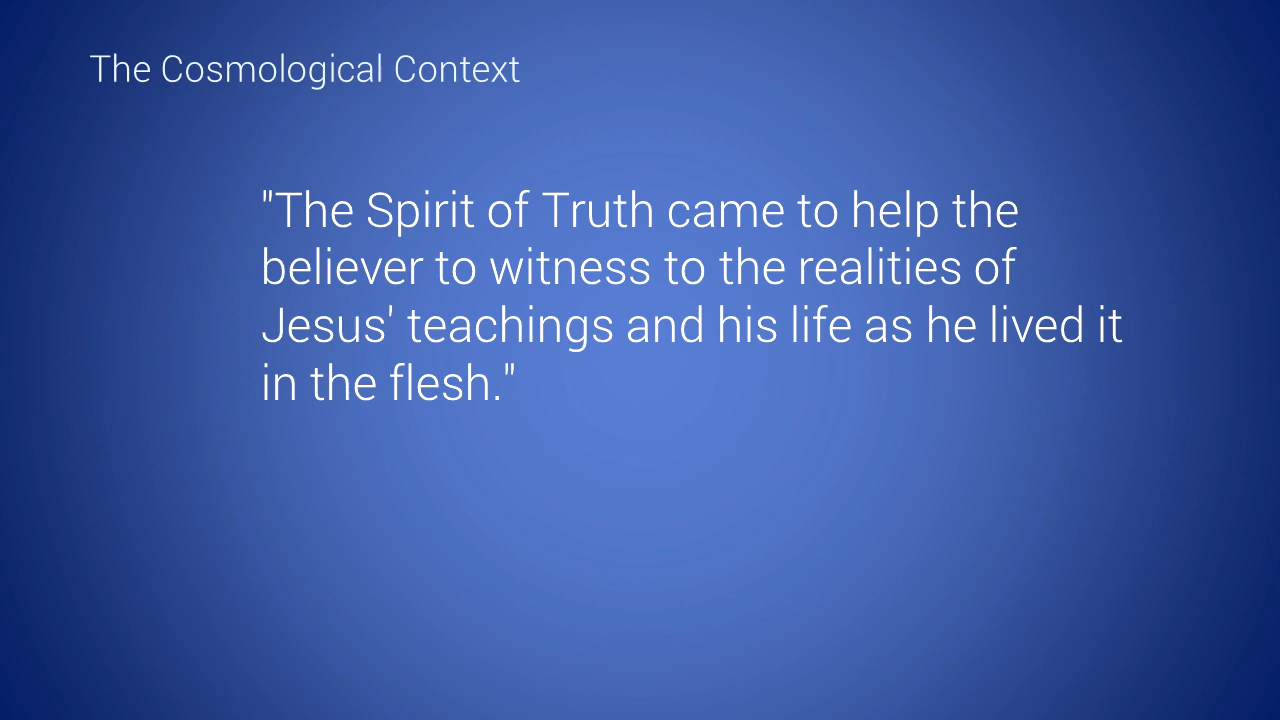 The Cosmological Context
"The Spirit of Truth came to help the
believer to witness to the realities of
Jesus' teachings and his life as he lived it
in the flesh."